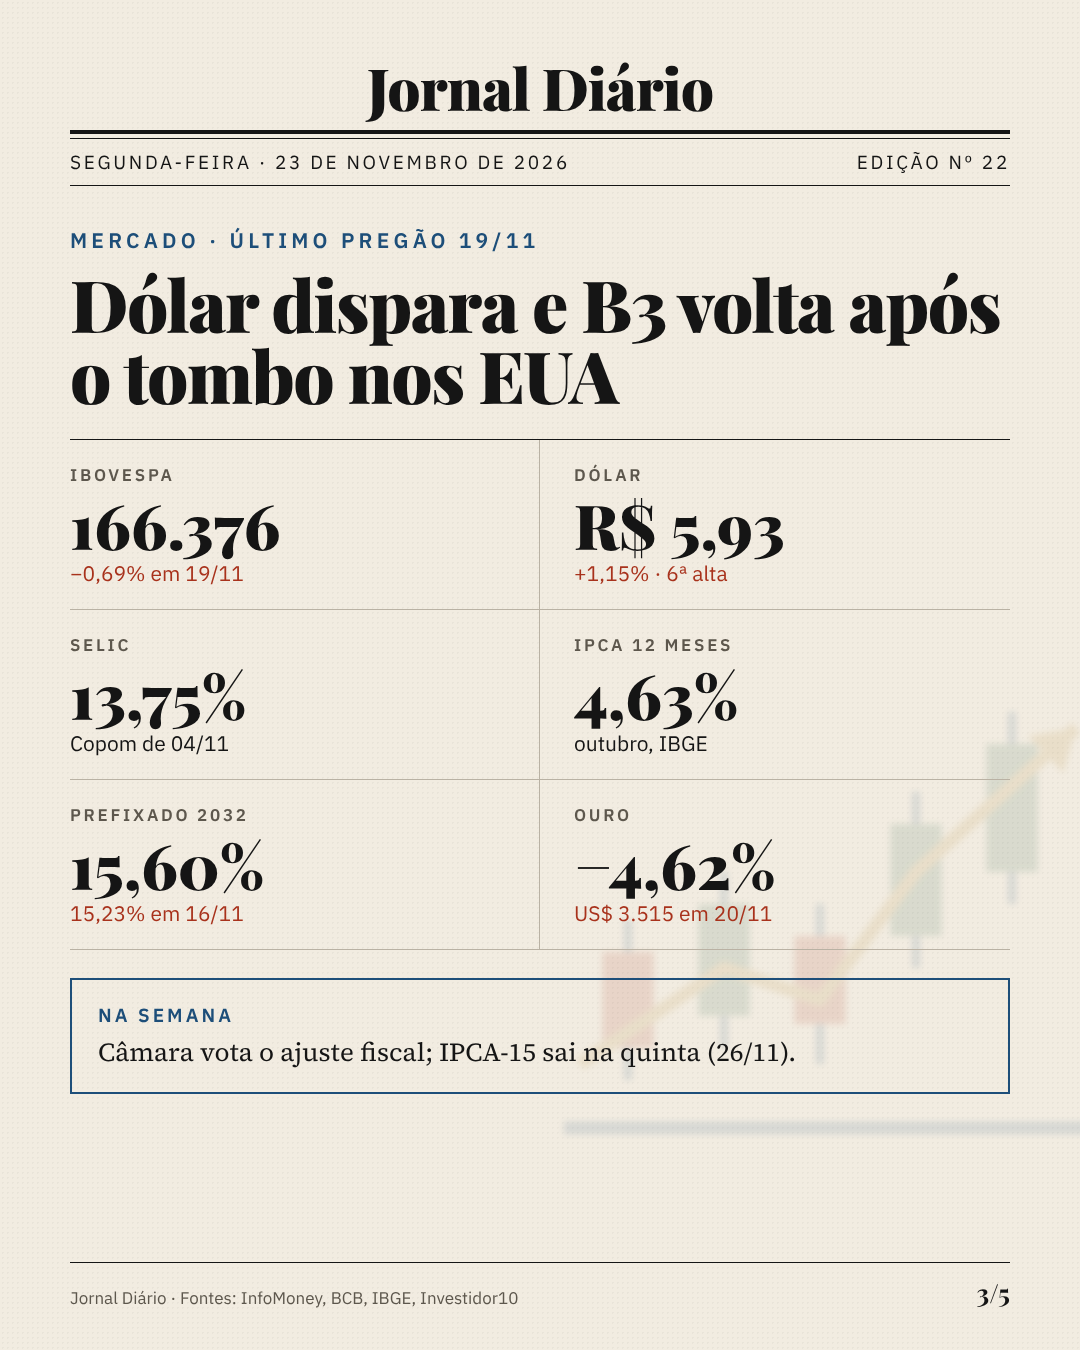 Jornal Diário
SEGUNDA-FEIRA · 23 DE NOVEMBRO DE 2026
EDIÇÃO Nº 22
MERCADO · ÚLTIMO PREGÃO 19/11
Dólar dispara e B3 volta após
o tombo nos EUA
IBOVESPA
166.376
−0,69% em 19/11
DÓLAR
R$ 5,93
+1,15% · 6ª alta
SELIC
13,75%
Copom de 04/11
IPCA 12 MESES
4,63%
outubro, IBGE
PREFIXADO 2032
15,60%
15,23% em 16/11
OURO
−4,62%
US$ 3.515 em 20/11
NA SEMANA
Câmara vota o ajuste fiscal; IPCA-15 sai na quinta (26/11).
Jornal Diário · Fontes: InfoMoney, BCB, IBGE, Investidor10
3/5